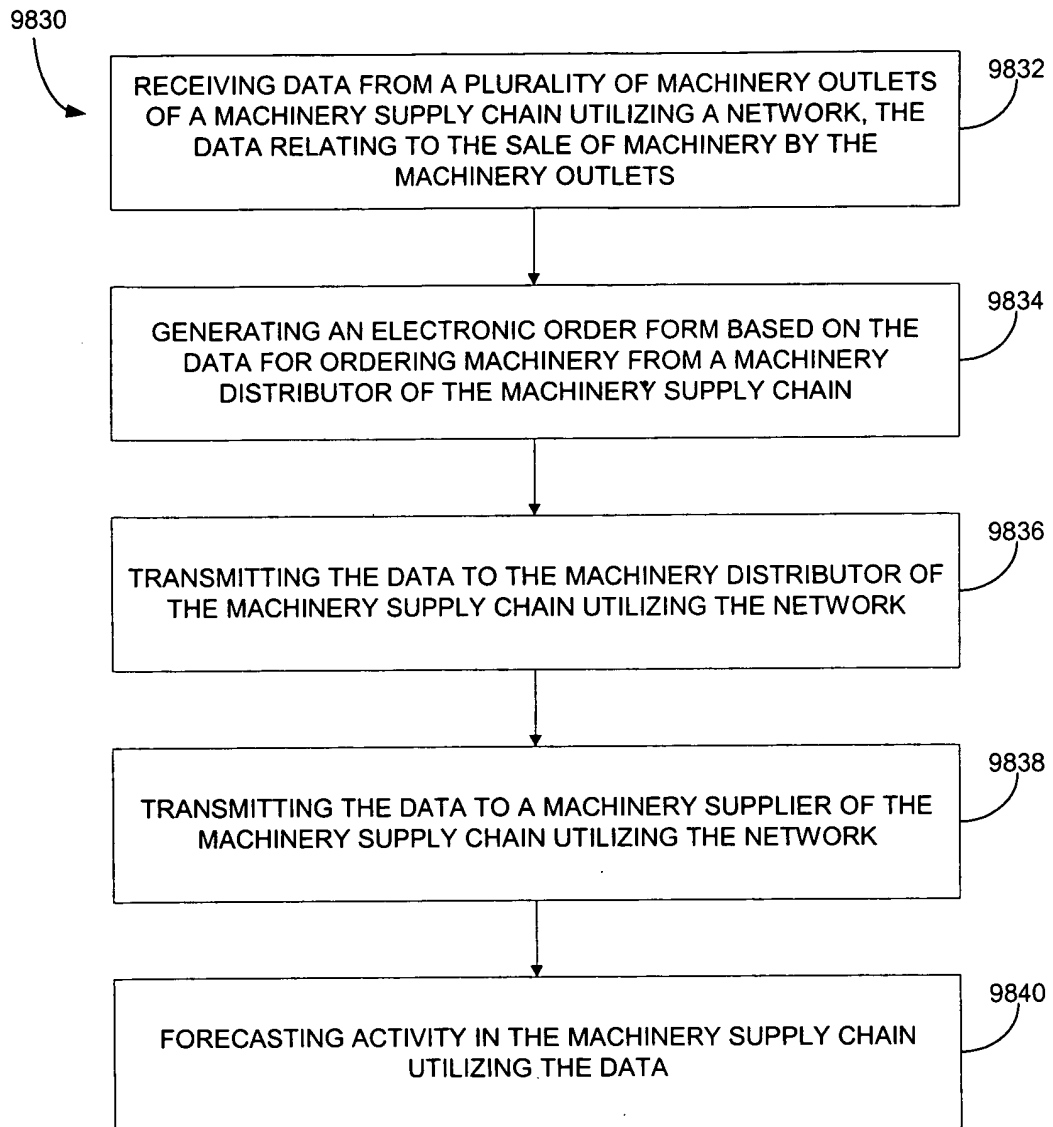 9830
9832
RECEIVING DATA FROM A PLURALITY OF MACHINERY OUTLETS
OF A MACHINERY SUPPLY CHAIN UTILIZING A NETWORK, THE
DATA RELATING TO THE SALE OF MACHINERY BY THE
MACHINERY OUTLETS
9834
GENERATING AN ELECTRONIC ORDER FORM BASED ON THE
DATA FOR ORDERING MACHINERY FROM A MACHINERY
DISTRIBUTOR OF THE MACHINERY SUPPLY CHAIN
9836
TRANSMITTING THE DATA TO THE MACHINERY DISTRIBUTOR OF
THE MACHINERY SUPPLY CHAIN UTILIZING THE NETWORK
9838
TRANSMITTING THE DATA TO A MACHINERY SUPPLIER OF THE
MACHINERY SUPPLY CHAIN UTILIZING THE NETWORK
9840
FORECASTING ACTIVITY IN THE MACHINERY SUPPLY CHAIN
UTILIZING THE DATA